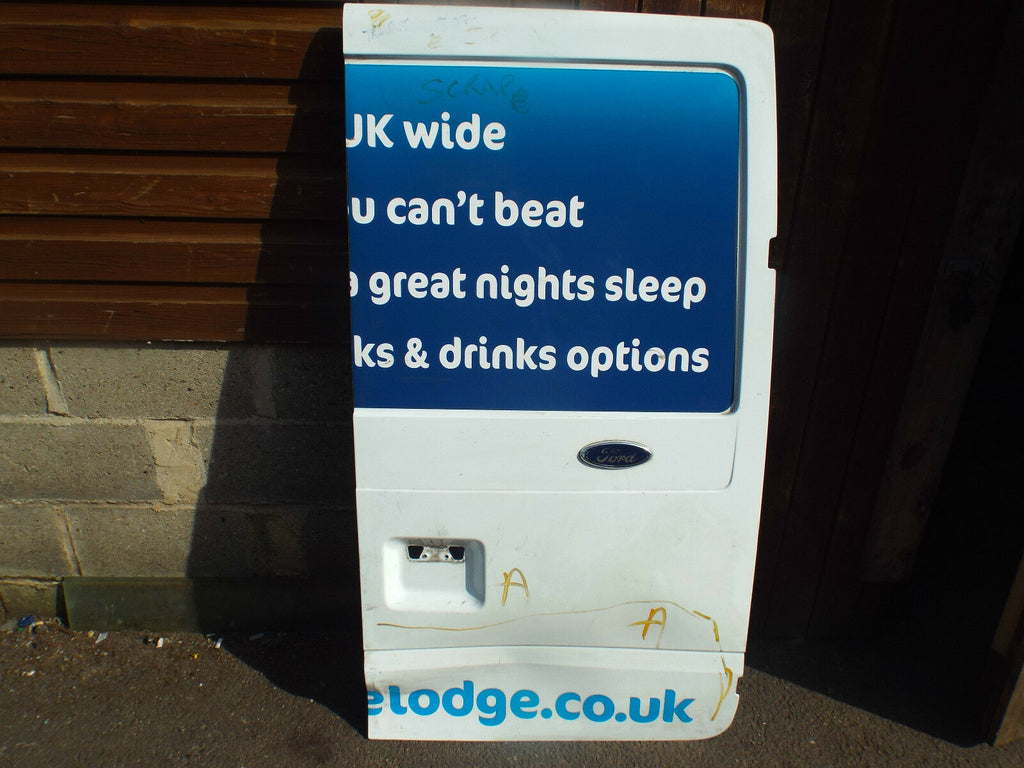 SCRAP
UK wide
u can't beat
a great nights sleep
ks & drinks options
Ford
A
A
elodge.co.uk